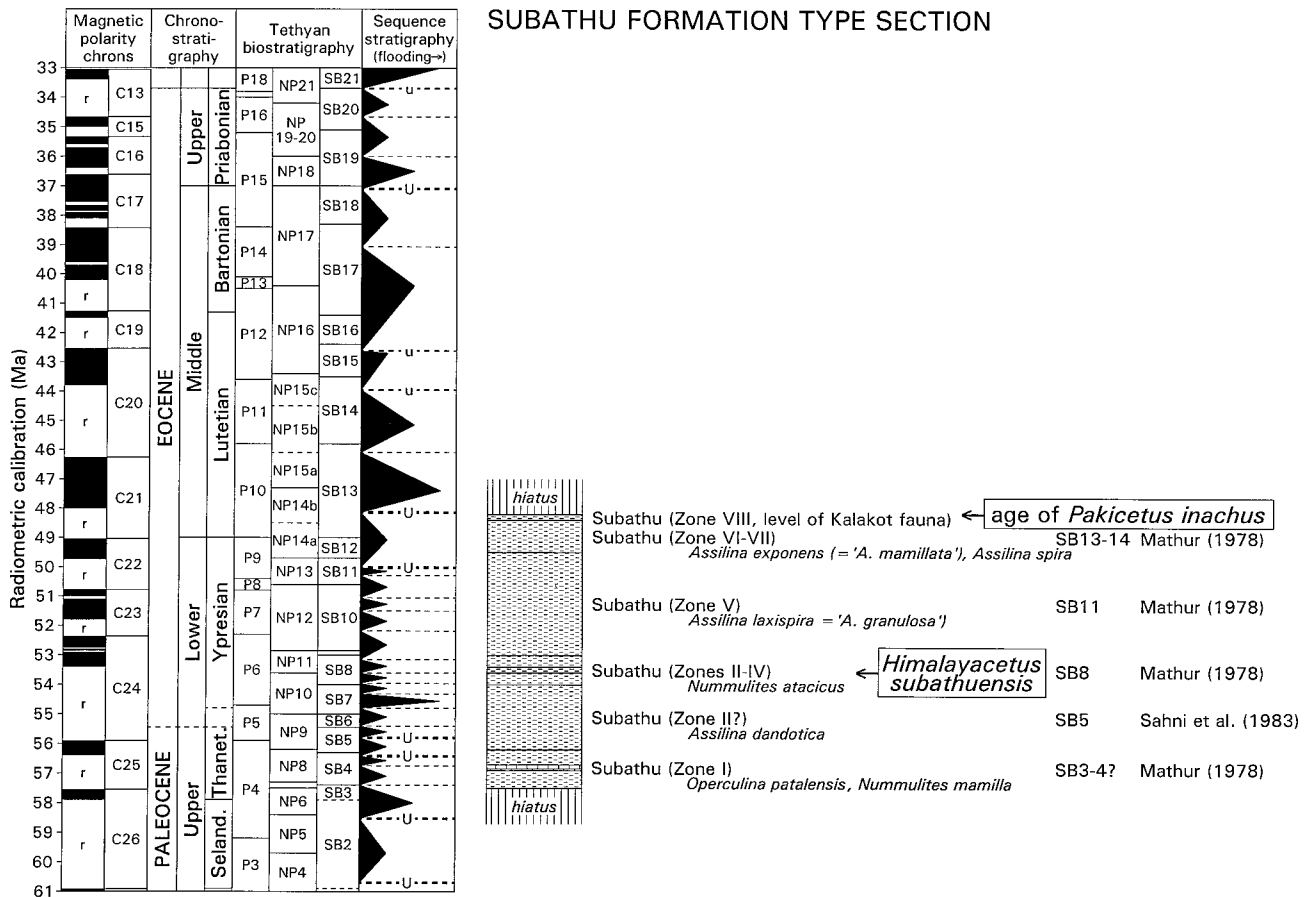 SUBATHU FORMATION TYPE SECTION
Magnetic
polarity
chrons
Chrono-
strati-
graphy
Tethyan
biostratigraphy
Sequence
stratigraphy
(flooding→)
Radiometric calibration (Ma)
33
34
35
36
37
38
39
40
41
42
43
44
45
46
47
48
49
50
51
52
53
54
55
56
57
58
59
60
61
r
r
r
r
r
r
r
r
r
r
C13
C15
C16
C17
C18
C19
C20
C21
C22
C23
C24
C25
C26
EOCENE
PALEOCENE
Upper
Middle
Lower
Upper
Priabonian
Bartonian
Lutetian
Ypresian
Thanet.
Seland.
P18
P16
P15
P14
P13
P12
P11
P10
P9
P8
P7
P6
P5
P4
P3
NP21
NP
19-20
NP18
NP17
NP16
NP15c
NP15b
NP15a
NP14b
NP14a
NP13
NP12
NP11
NP10
NP9
NP8
NP6
NP5
NP4
SB21
SB20
SB19
SB18
SB17
SB16
SB15
SB14
SB13
SB12
SB11
SB10
SB8
SB7
SB6
SB5
SB4
SB3
SB2
u
U
u
u
U
U
U
U
U
U
hiatus
Subathu (Zone VIII, level of Kalakot fauna) ← age of Pakicetus inachus
Subathu (Zone VI-VII) SB13-14 Mathur (1978)
Assilina exponens (= 'A. mamillata'), Assilina spira
Subathu (Zone V) SB11 Mathur (1978)
Assilina laxispira = 'A. granulosa')
Subathu (Zones II-IV) ← Himalayacetus SB8 Mathur (1978)
subathuensis
Nummulites atacicus
Subathu (Zone II?) SB5 Sahni et al. (1983)
Assilina dandotica
Subathu (Zone I) SB3-4? Mathur (1978)
Operculina patalensis, Nummulites mamilla
hiatus